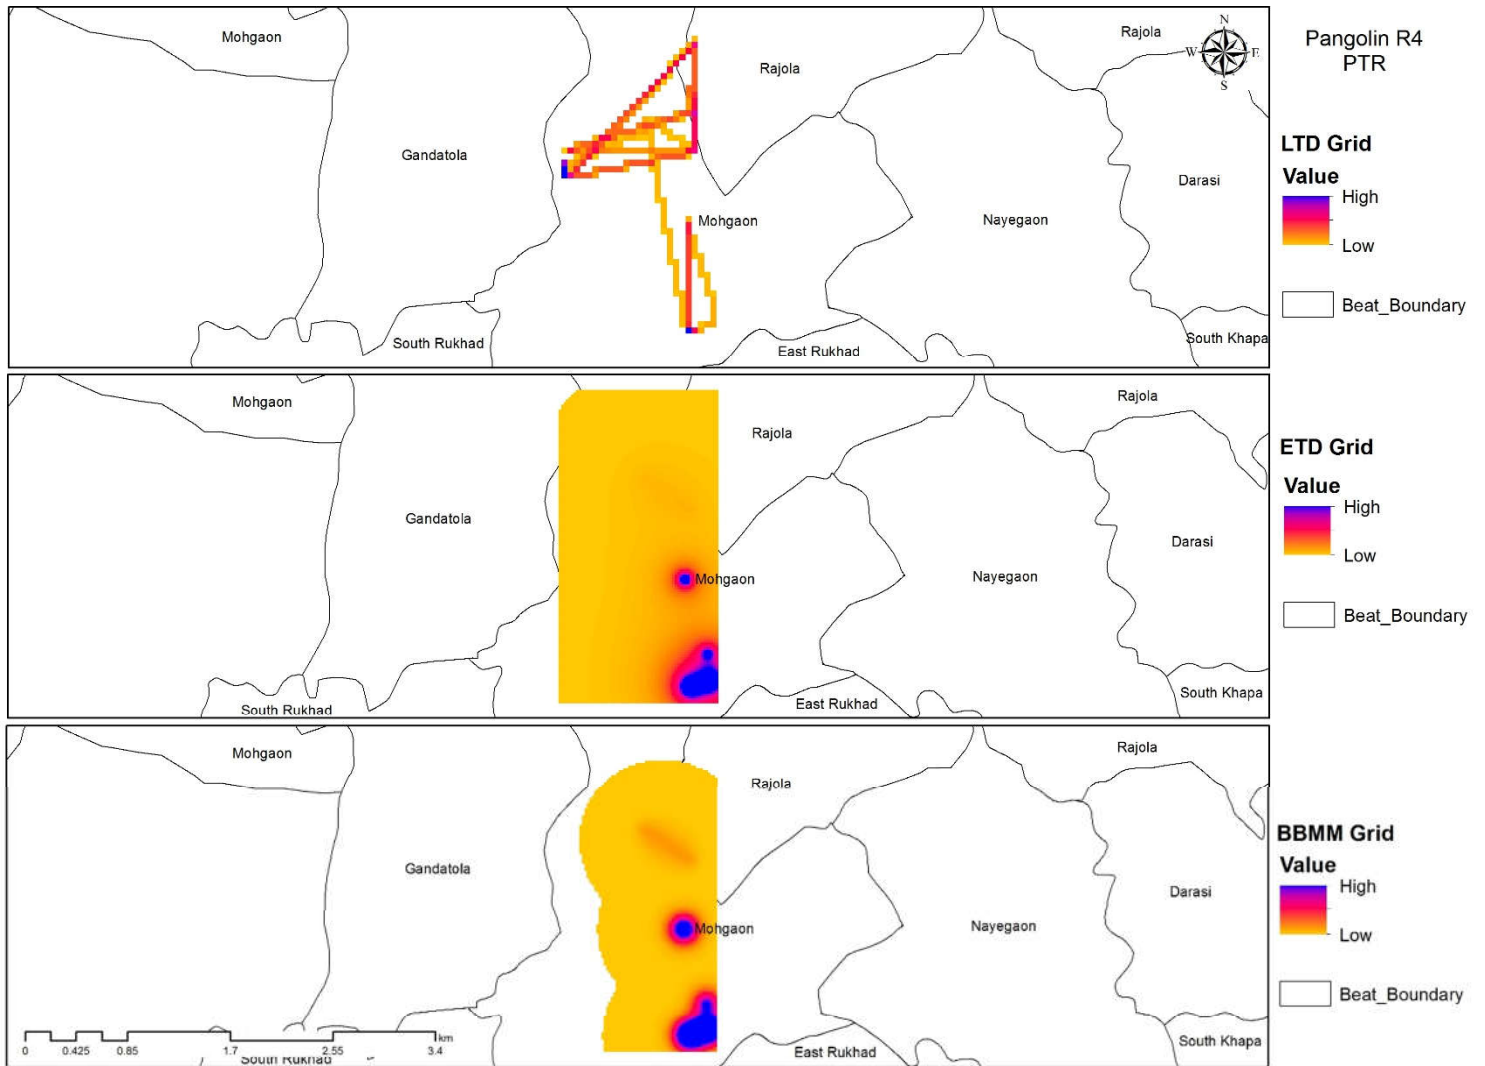 Mohgaon
Rajola
Rajola
N
W E
S
Gandatola
Darasi
Mohgaon
Nayegaon
South Rukhad
East Rukhad
South Khapa
Pangolin R4
PTR
LTD Grid
Value
High
Low
Beat_Boundary
Mohgaon
Rajola
Rajola
Gandatola
Darasi
Mohgaon
Nayegaon
South Rukhad
East Rukhad
South Khapa
ETD Grid
Value
High
Low
Beat_Boundary
Mohgaon
Rajola
Rajola
Gandatola
Darasi
Mohgaon
Nayegaon
South Rukhad
East Rukhad
South Khapa
0 0.425 0.85 1.7 2.55 3.4 km
BBMM Grid
Value
High
Low
Beat_Boundary